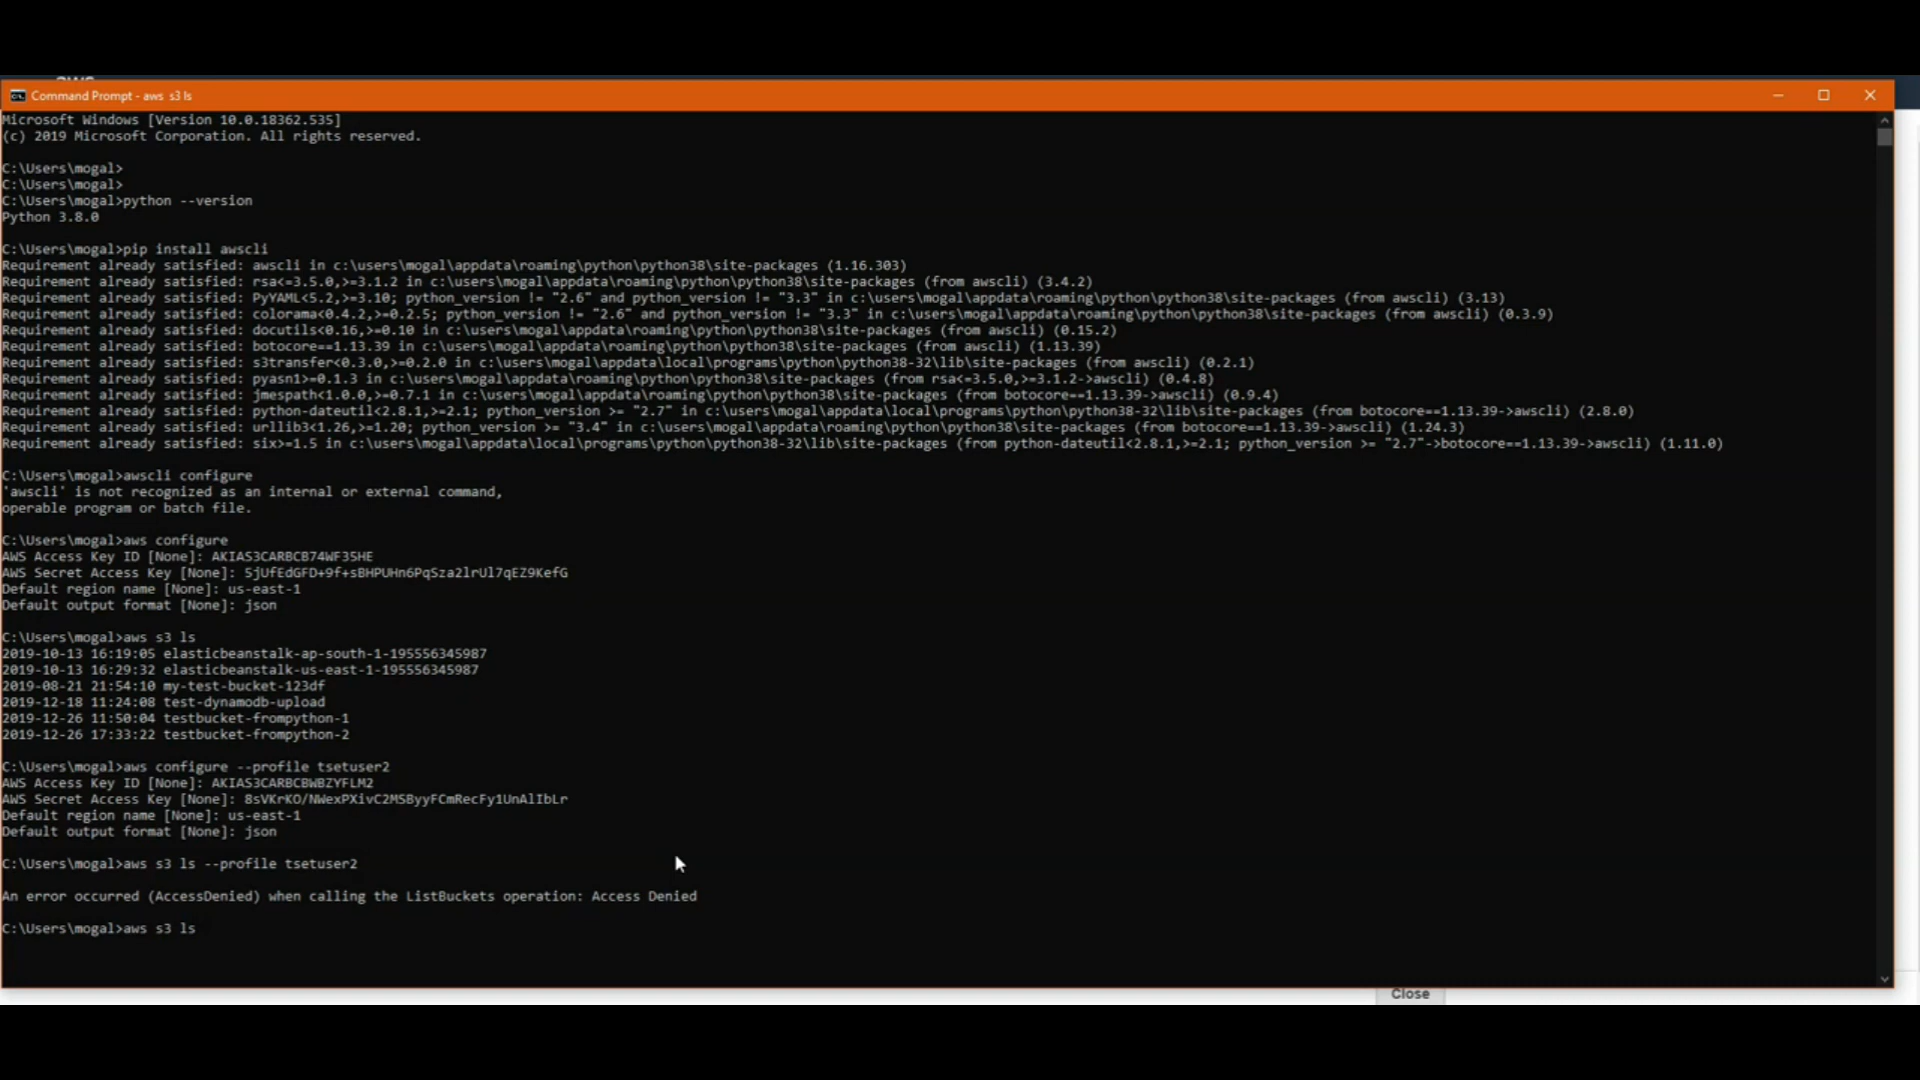 aws
Command Prompt - aws  s3 ls
Microsoft Windows [Version 10.0.18362.535]
(c) 2019 Microsoft Corporation. All rights reserved.
C:\Users\mogal>
C:\Users\mogal>
C:\Users\mogal>python --version
Python 3.8.0
C:\Users\mogal>pip install awscli
Requirement already satisfied: awscli in c:\users\mogal\appdata\roaming\python\python38\site-packages (1.16.303)
Requirement already satisfied: rsa<=3.5.0,>=3.1.2 in c:\users\mogal\appdata\roaming\python\python38\site-packages (from awscli) (3.4.2)
Requirement already satisfied: PyYAML<5.2,>=3.10; python_version != "2.6" and python_version != "3.3" in c:\users\mogal\appdata\roaming\python\python38\site-packages (from awscli) (3.13)
Requirement already satisfied: colorama<0.4.2,>=0.2.5; python_version != "2.6" and python_version != "3.3" in c:\users\mogal\appdata\roaming\python\python38\site-packages (from awscli) (0.3.9)
Requirement already satisfied: docutils<0.16,>=0.10 in c:\users\mogal\appdata\roaming\python\python38\site-packages (from awscli) (0.15.2)
Requirement already satisfied: botocore==1.13.39 in c:\users\mogal\appdata\roaming\python\python38\site-packages (from awscli) (1.13.39)
Requirement already satisfied: s3transfer<0.3.0,>=0.2.0 in c:\users\mogal\appdata\local\programs\python\python38-32\lib\site-packages (from awscli) (0.2.1)
Requirement already satisfied: pyasn1>=0.1.3 in c:\users\mogal\appdata\roaming\python\python38\site-packages (from rsa<=3.5.0,>=3.1.2->awscli) (0.4.8)
Requirement already satisfied: jmespath<1.0.0,>=0.7.1 in c:\users\mogal\appdata\roaming\python\python38\site-packages (from botocore==1.13.39->awscli) (0.9.4)
Requirement already satisfied: python-dateutil<2.8.1,>=2.1; python_version >= "2.7" in c:\users\mogal\appdata\local\programs\python\python38-32\lib\site-packages (from botocore==1.13.39->awscli) (2.8.0)
Requirement already satisfied: urllib3<1.26,>=1.20; python_version >= "3.4" in c:\users\mogal\appdata\roaming\python\python38\site-packages (from botocore==1.13.39->awscli) (1.24.3)
Requirement already satisfied: six>=1.5 in c:\users\mogal\appdata\local\programs\python\python38-32\lib\site-packages (from python-dateutil<2.8.1,>=2.1; python_version >= "2.7"->botocore==1.13.39->awscli) (1.11.0)
C:\Users\mogal>awscli configure
'awscli' is not recognized as an internal or external command,
operable program or batch file.
C:\Users\mogal>aws configure
AWS Access Key ID [None]: AKIAS3CARBCB74WF35HE
AWS Secret Access Key [None]: 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
Default region name [None]: us-east-1
Default output format [None]: json
C:\Users\mogal>aws s3 ls
2019-10-13 16:19:05 elasticbeanstalk-ap-south-1-195556345987
2019-10-13 16:29:32 elasticbeanstalk-us-east-1-195556345987
2019-08-21 21:54:10 my-test-bucket-123df
2019-12-18 11:24:08 test-dynamodb-upload
2019-12-26 11:50:04 testbucket-frompython-1
2019-12-26 17:33:22 testbucket-frompython-2
C:\Users\mogal>aws configure --profile tsetuser2
AWS Access Key ID [None]: AKIAS3CARBCBWBZYFLM2
AWS Secret Access Key [None]: 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
Default region name [None]: us-east-1
Default output format [None]: json
C:\Users\mogal>aws s3 ls --profile tsetuser2
An error occurred (AccessDenied) when calling the ListBuckets operation: Access Denied
C:\Users\mogal>aws s3 ls
Close